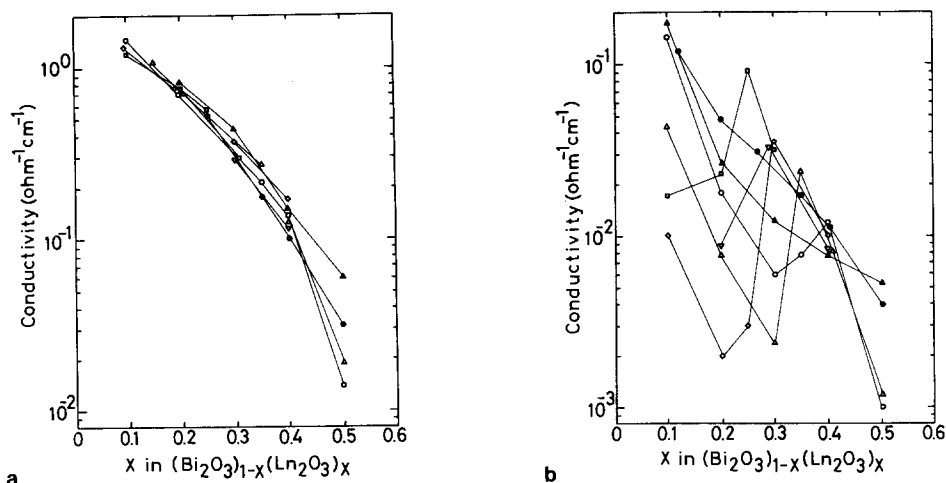 10⁰
10⁻¹
10⁻²
Conductivity (ohm⁻¹cm⁻¹)
0 0.1 0.2 0.3 0.4 0.5 0.6
X in (Bi₂O₃)₁₋ₓ(Ln₂O₃)ₓ
a
10⁻¹
10⁻²
10⁻³
Conductivity (ohm⁻¹cm⁻¹)
0 0.1 0.2 0.3 0.4 0.5 0.6
X in (Bi₂O₃)₁₋ₓ(Ln₂O₃)ₓ
b